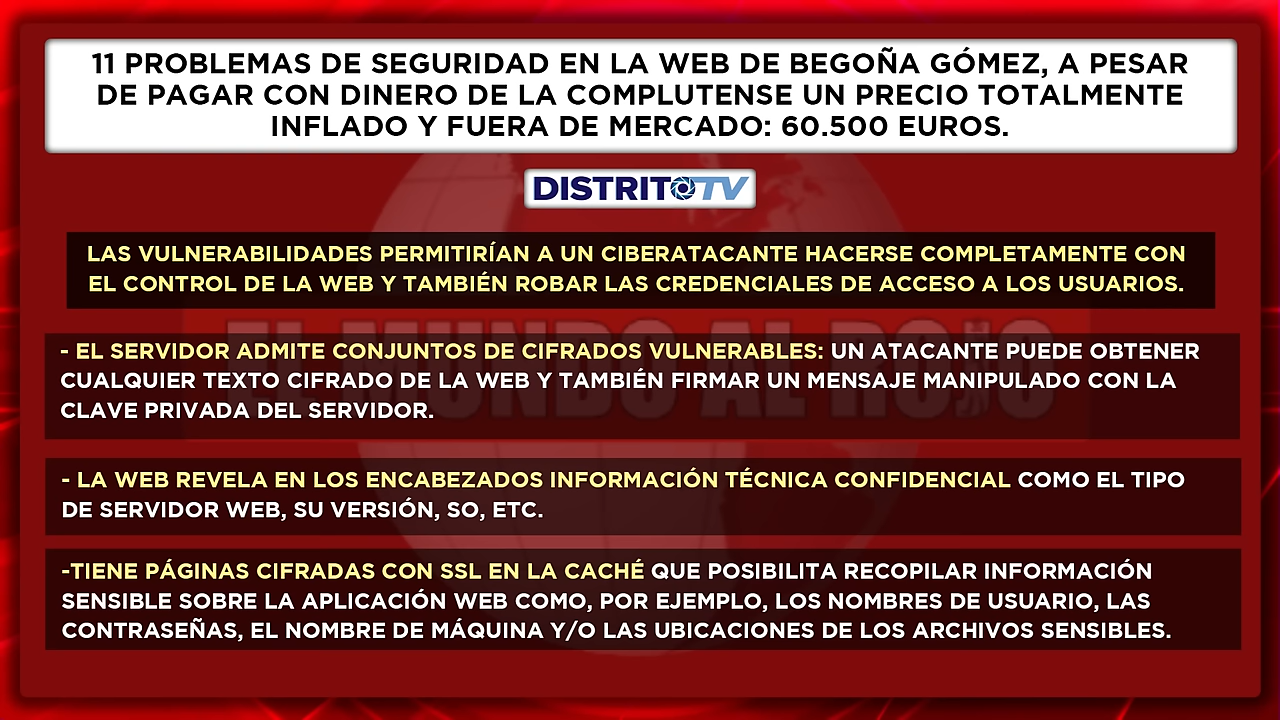 11 PROBLEMAS DE SEGURIDAD EN LA WEB DE BEGOÑA GÓMEZ, A PESAR
DE PAGAR CON DINERO DE LA COMPLUTENSE UN PRECIO TOTALMENTE
INFLADO Y FUERA DE MERCADO: 60.500 EUROS.
DISTRITOTV
LAS VULNERABILIDADES PERMITIRÍAN A UN CIBERATACANTE HACERSE COMPLETAMENTE CON
EL CONTROL DE LA WEB Y TAMBIÉN ROBAR LAS CREDENCIALES DE ACCESO A LOS USUARIOS.
EL MUNDO AL ROJO
- EL SERVIDOR ADMITE CONJUNTOS DE CIFRADOS VULNERABLES: UN ATACANTE PUEDE OBTENER
CUALQUIER TEXTO CIFRADO DE LA WEB Y TAMBIÉN FIRMAR UN MENSAJE MANIPULADO CON LA
CLAVE PRIVADA DEL SERVIDOR.
- LA WEB REVELA EN LOS ENCABEZADOS INFORMACIÓN TÉCNICA CONFIDENCIAL COMO EL TIPO
DE SERVIDOR WEB, SU VERSIÓN, SO, ETC.
-TIENE PÁGINAS CIFRADAS CON SSL EN LA CACHÉ QUE POSIBILITA RECOPILAR INFORMACIÓN
SENSIBLE SOBRE LA APLICACIÓN WEB COMO, POR EJEMPLO, LOS NOMBRES DE USUARIO, LAS
CONTRASEÑAS, EL NOMBRE DE MÁQUINA Y/O LAS UBICACIONES DE LOS ARCHIVOS SENSIBLES.